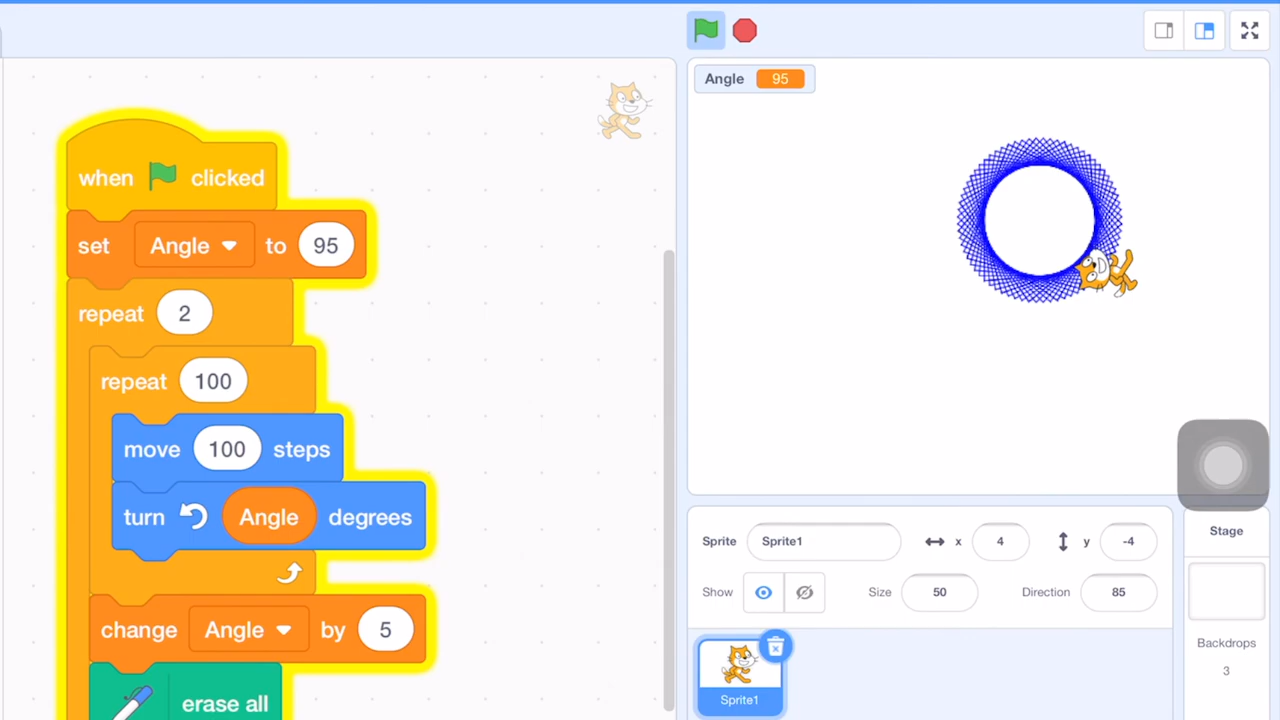 when clicked
set Angle to 95
repeat 2
repeat 100
move 100 steps
turn Angle degrees
change Angle by 5
erase all
Angle 95
Sprite Sprite1 x 4 y -4
Show Size 50 Direction 85
Sprite1
Stage
Backdrops
3